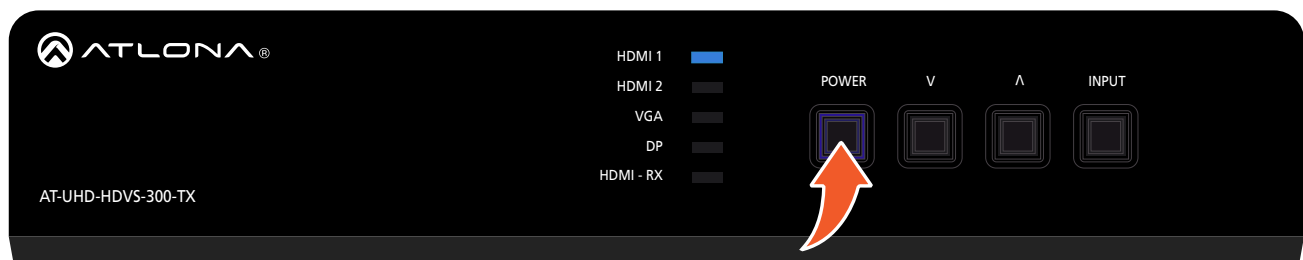 ATLONA®
HDMI 1
HDMI 2
VGA
DP
HDMI - RX
POWER
V
Λ
INPUT
AT-UHD-HDVS-300-TX